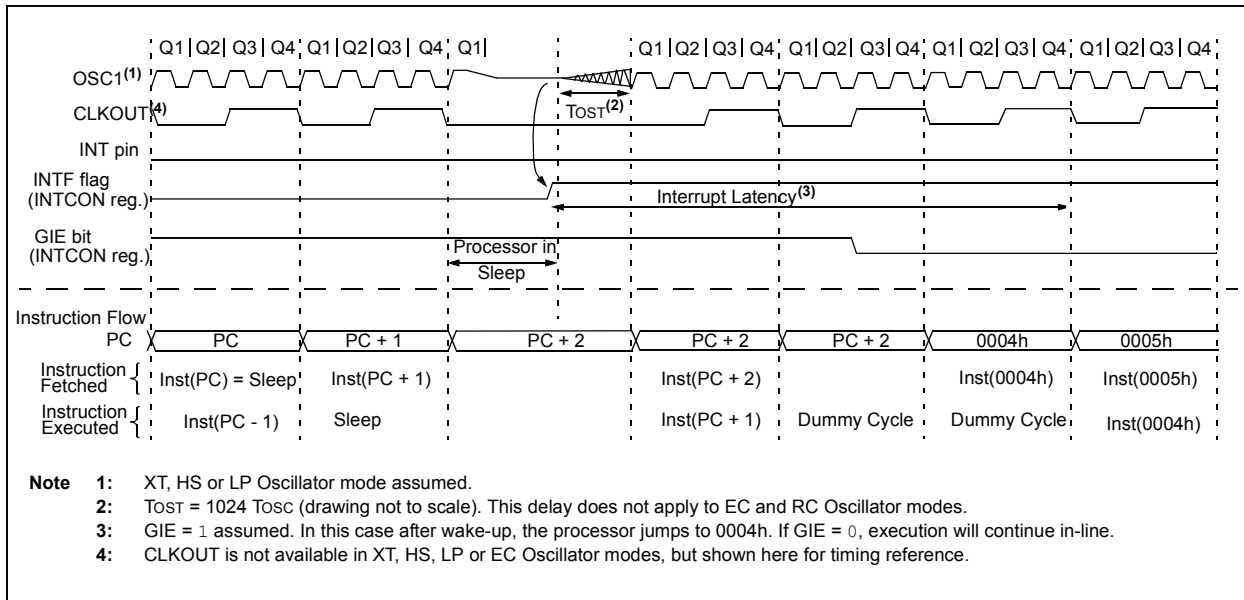 Q1 Q2 Q3 Q4 Q1 Q2 Q3 Q4 Q1 Q1 Q2 Q3 Q4 Q1 Q2 Q3 Q4 Q1 Q2 Q3 Q4 Q1 Q2 Q3 Q4
OSC1(1)
TOST(2)
CLKOUT(4)
INT pin
INTF flag
(INTCON reg.)
Interrupt Latency(3)
GIE bit
(INTCON reg.)
Processor in
Sleep
Instruction Flow
PC PC PC + 1 PC + 2 PC + 2 PC + 2 0004h 0005h
Instruction
Fetched { Inst(PC) = Sleep Inst(PC + 1) Inst(PC + 2) Inst(0004h) Inst(0005h)
Instruction
Executed { Inst(PC - 1) Sleep Inst(PC + 1) Dummy Cycle Dummy Cycle Inst(0004h)
Note 1: XT, HS or LP Oscillator mode assumed.
2: TOST = 1024 TOSC (drawing not to scale). This delay does not apply to EC and RC Oscillator modes.
3: GIE = 1 assumed. In this case after wake-up, the processor jumps to 0004h. If GIE = 0, execution will continue in-line.
4: CLKOUT is not available in XT, HS, LP or EC Oscillator modes, but shown here for timing reference.